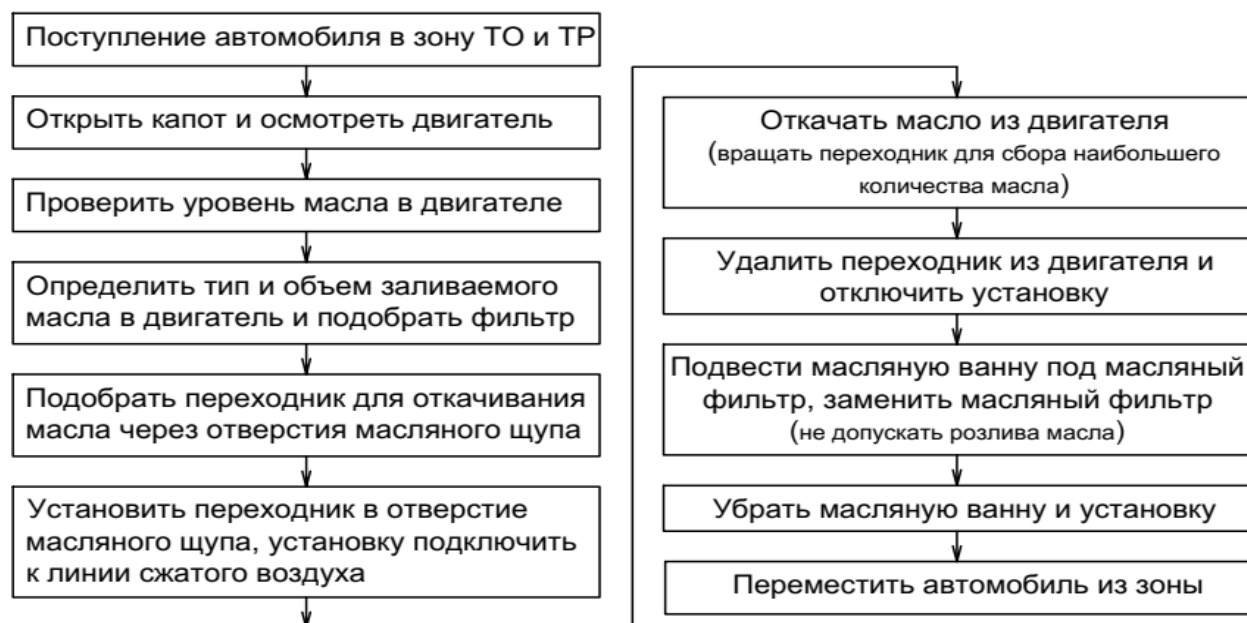 Поступление автомобиля в зону ТО и ТР
Открыть капот и осмотреть двигатель
Проверить уровень масла в двигателе
Определить тип и объем заливаемого
масла в двигатель и подобрать фильтр
Подобрать переходник для откачивания
масла через отверстия масляного щупа
Установить переходник в отверстие
масляного щупа, установку подключить
к линии сжатого воздуха
Откачать масло из двигателя
(вращать переходник для сбора наибольшего
количества масла)
Удалить переходник из двигателя и
отключить установку
Подвести масляную ванну под масляный
фильтр, заменить масляный фильтр
(не допускать розлива масла)
Убрать масляную ванну и установку
Переместить автомобиль из зоны